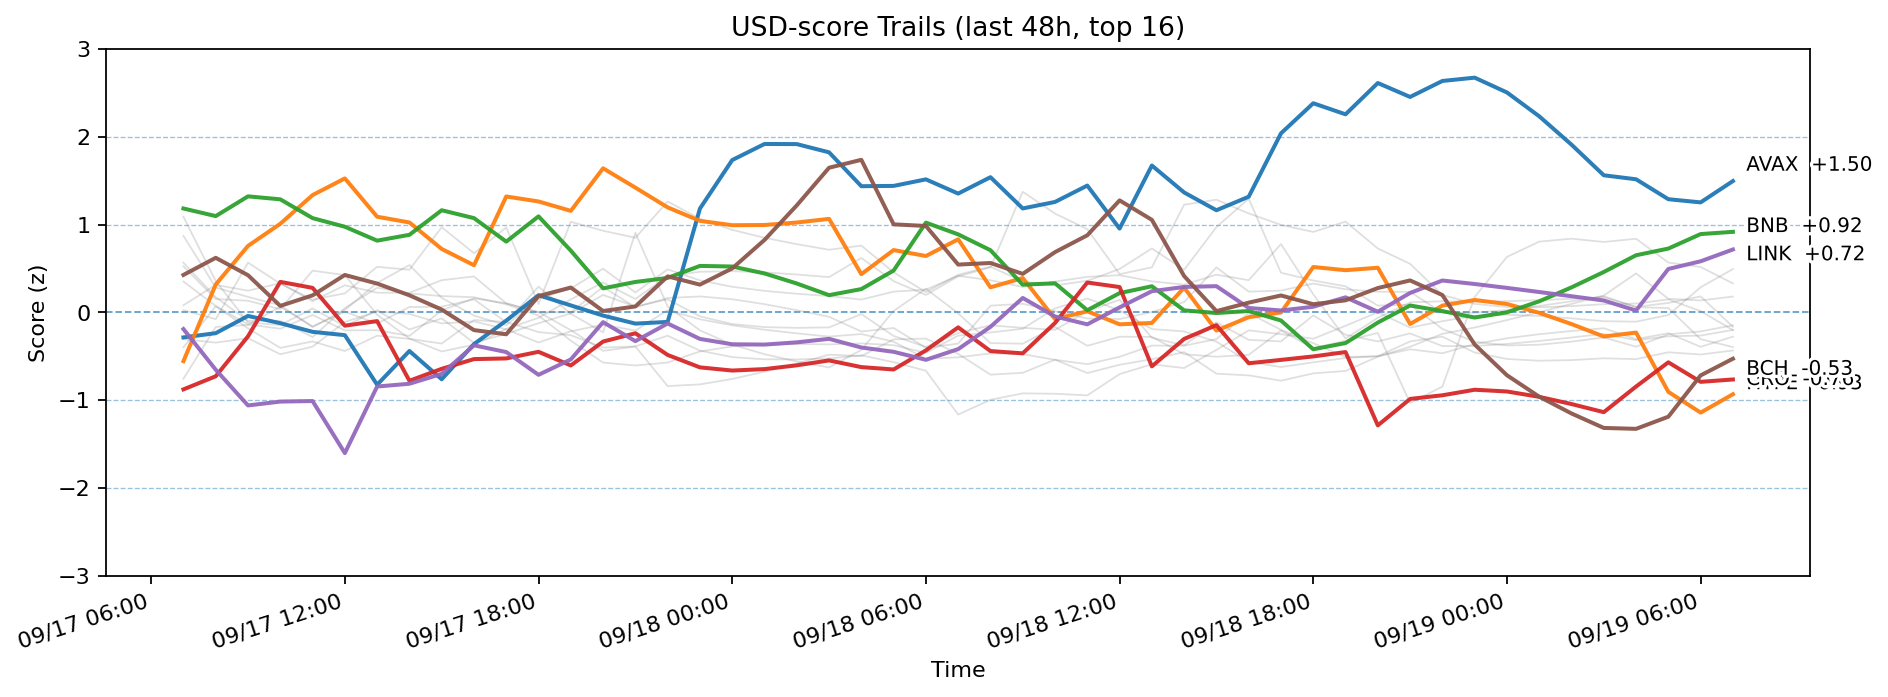 USD-score Trails (last 48h, top 16)
3
2
1
0
−1
−2
−3
Score (z)
AVAX +1.50
BNB +0.92
LINK +0.72
BCH -0.53
09/17 06:00
09/17 12:00
09/17 18:00
09/18 00:00
09/18 06:00
09/18 12:00
09/18 18:00
09/19 00:00
09/19 06:00
Time